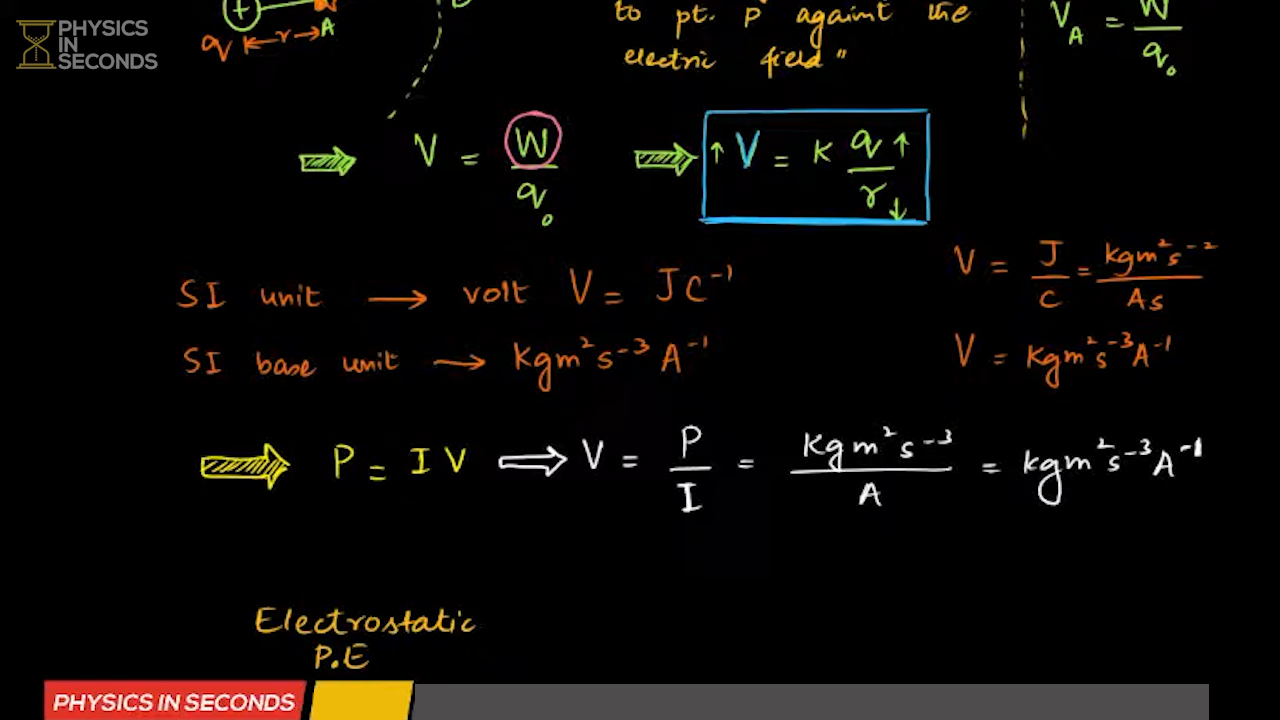 PHYSICS
IN
SECONDS
+
q ← r → A
to pt. P against the
electric field"
V_A = W/q₀
⇒ V = W/q₀ ⇒ ↑V = K q↑/r↓
SI unit → volt V = JC⁻¹
V = J/C = kgm²s⁻²/As
SI base unit → kgm²s⁻³ A⁻¹
V = kgm²s⁻³A⁻¹
⇒ P = IV ⇒ V = P/I = kgm²s⁻³/A = kgm²s⁻³A⁻¹
Electrostatic
P.E
PHYSICS IN SECONDS